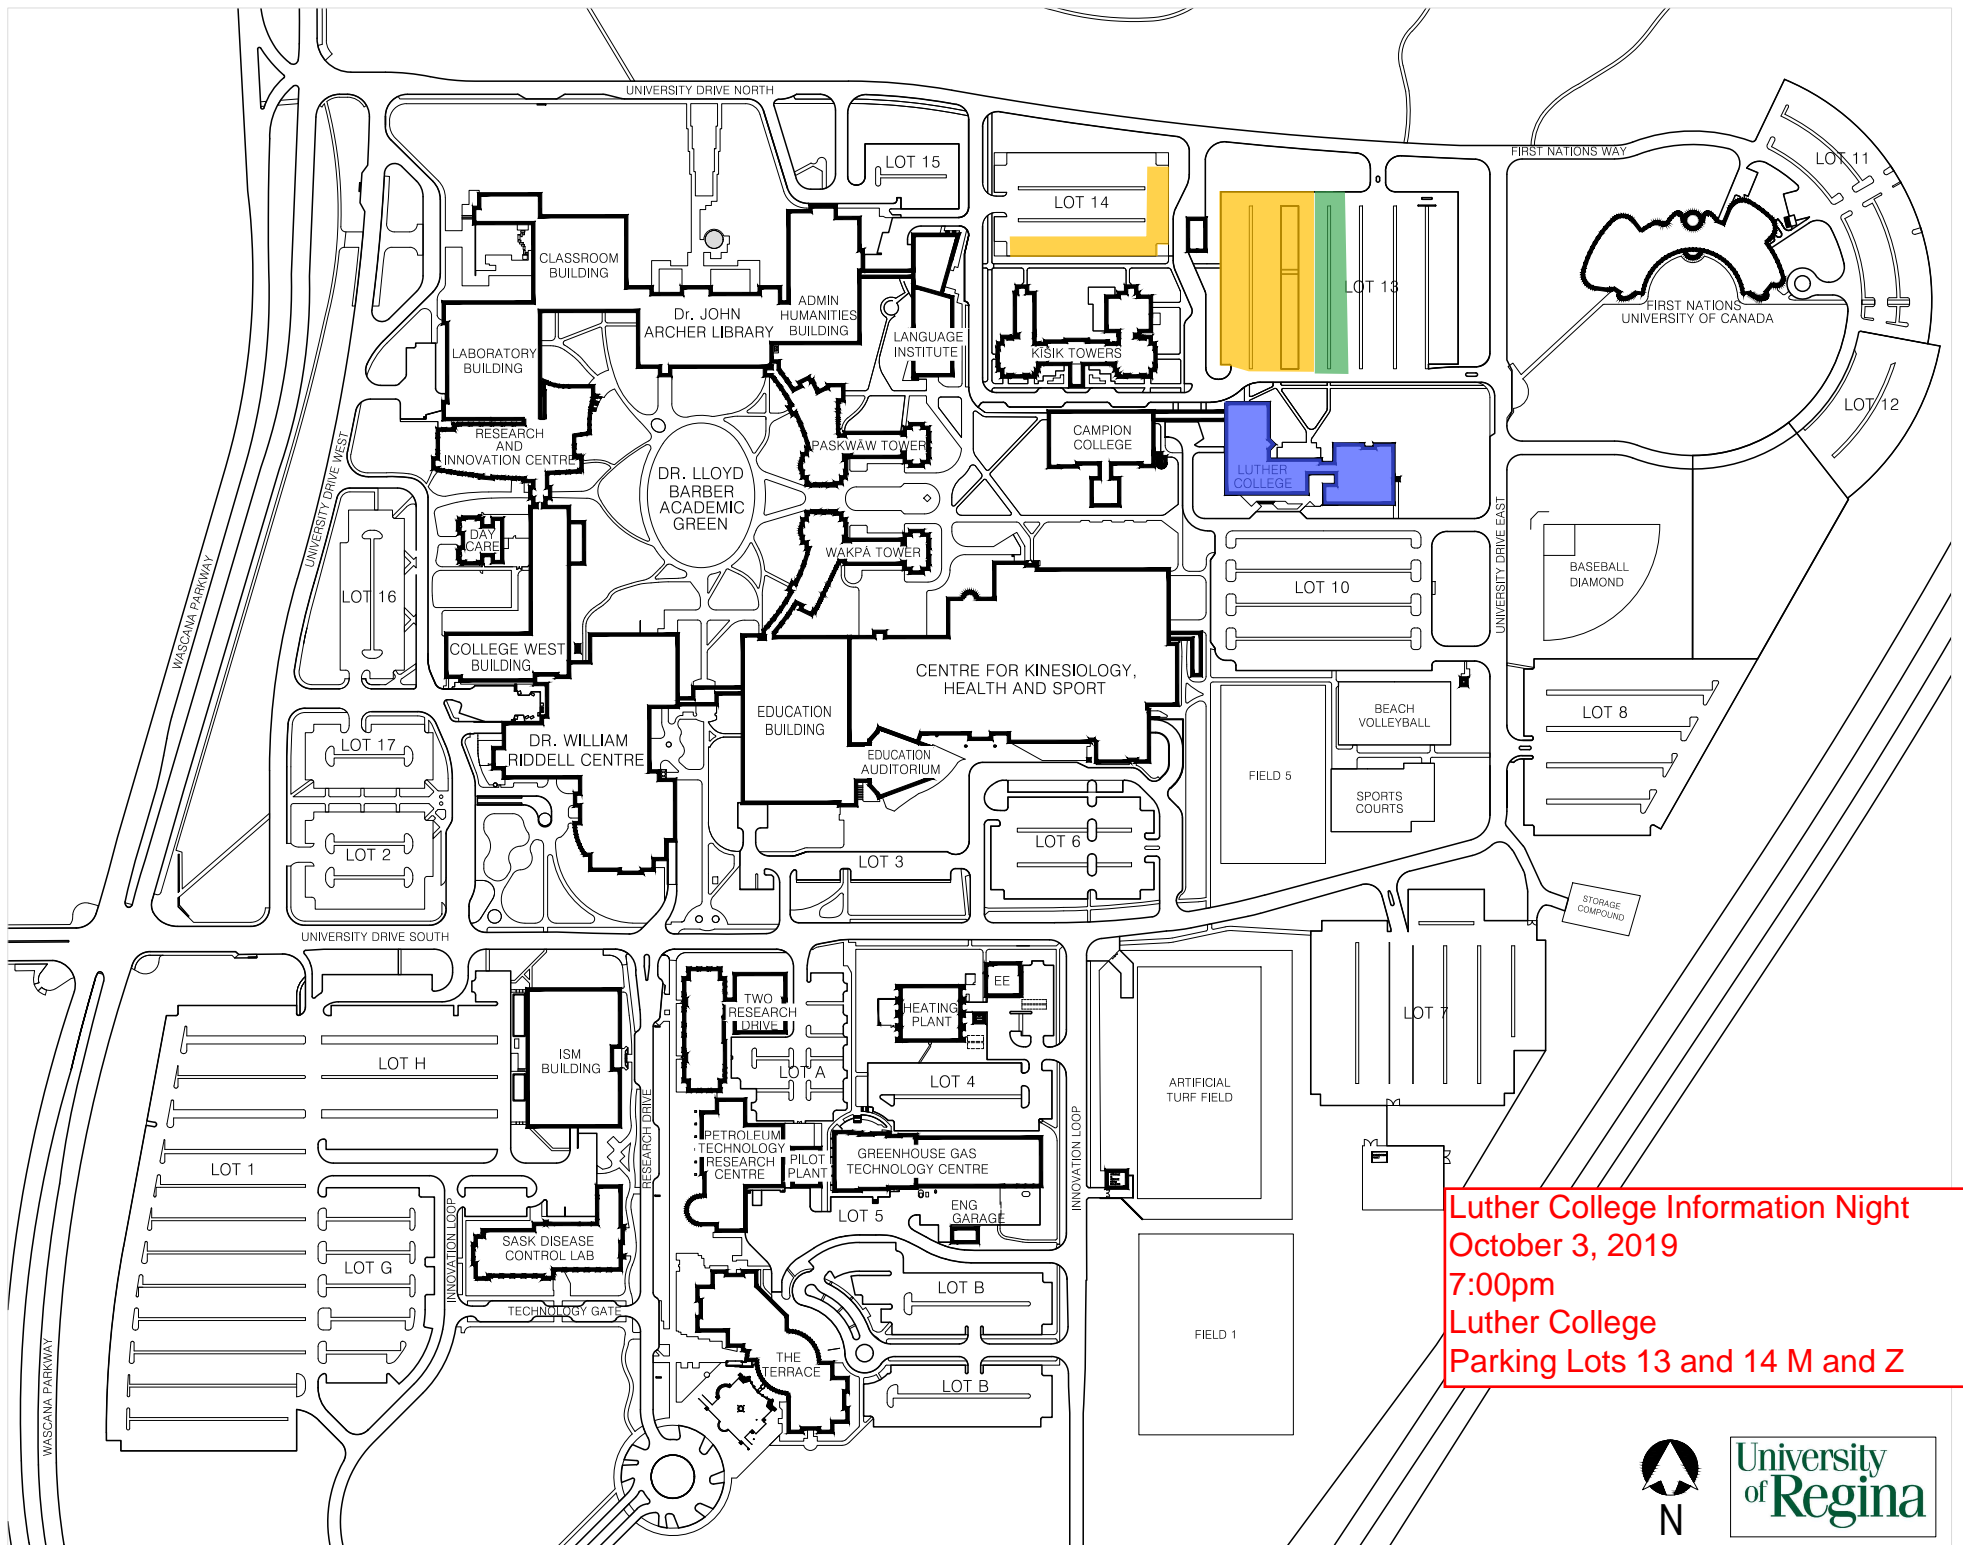 UNIVERSITY DRIVE NORTH
FIRST NATIONS WAY
LOT 15
LOT 11
LOT 14
CLASSROOM
BUILDING
LOT 13
ADMIN
HUMANITIES
BUILDING
Dr. JOHN
ARCHER LIBRARY
FIRST NATIONS
UNIVERSITY OF CANADA
LANGUAGE
INSTITUTE
KĪSIK TOWERS
LABORATORY
BUILDING
LOT 12
RESEARCH
AND
INNOVATION CENTRE
PASKWĀW TOWER
CAMPION
COLLEGE
LUTHER
COLLEGE
DR. LLOYD
BARBER
ACADEMIC
GREEN
UNIVERSITY DRIVE WEST
UNIVERSITY DRIVE EAST
WASCANA PARKWAY
DAY
CARE
WAKPĀ TOWER
BASEBALL
DIAMOND
LOT 16
LOT 10
COLLEGE WEST
BUILDING
CENTRE FOR KINESIOLOGY,
HEALTH AND SPORT
EDUCATION
BUILDING
BEACH
VOLLEYBALL
LOT 8
LOT 17
DR. WILLIAM
RIDDELL CENTRE
EDUCATION
AUDITORIUM
FIELD 5
SPORTS
COURTS
LOT 2
LOT 3
LOT 6
STORAGE
COMPOUND
UNIVERSITY DRIVE SOUTH
TWO
RESEARCH
DRIVE
EE
HEATING
PLANT
LOT 7
LOT H
ISM
BUILDING
LOT A
LOT 4
ARTIFICIAL
TURF FIELD
RESEARCH DRIVE
INNOVATION LOOP
PETROLEUM
TECHNOLOGY
RESEARCH
CENTRE
PILOT
PLANT
GREENHOUSE GAS
TECHNOLOGY CENTRE
LOT 1
LOT 5
ENG
GARAGE
INNOVATION LOOP
SASK DISEASE
CONTROL LAB
LOT G
LOT B
TECHNOLOGY GATE
FIELD 1
THE
TERRACE
LOT B
WASCANA PARKWAY
Luther College Information Night
October 3, 2019
7:00pm
Luther College
Parking Lots 13 and 14 M and Z
N
University
of Regina